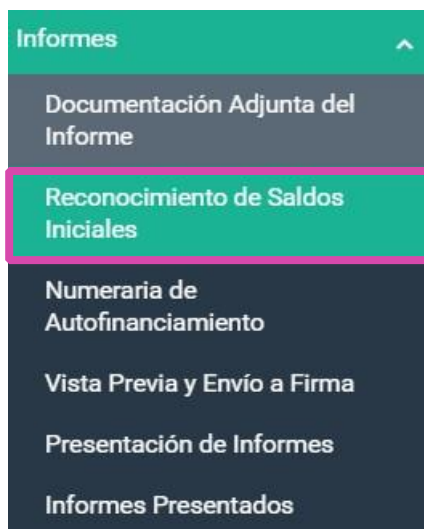 Informes
Documentación Adjunta del
Informe
Reconocimiento de Saldos
Iniciales
Numeraria de
Autofinanciamiento
Vista Previa y Envío a Firma
Presentación de Informes
Informes Presentados